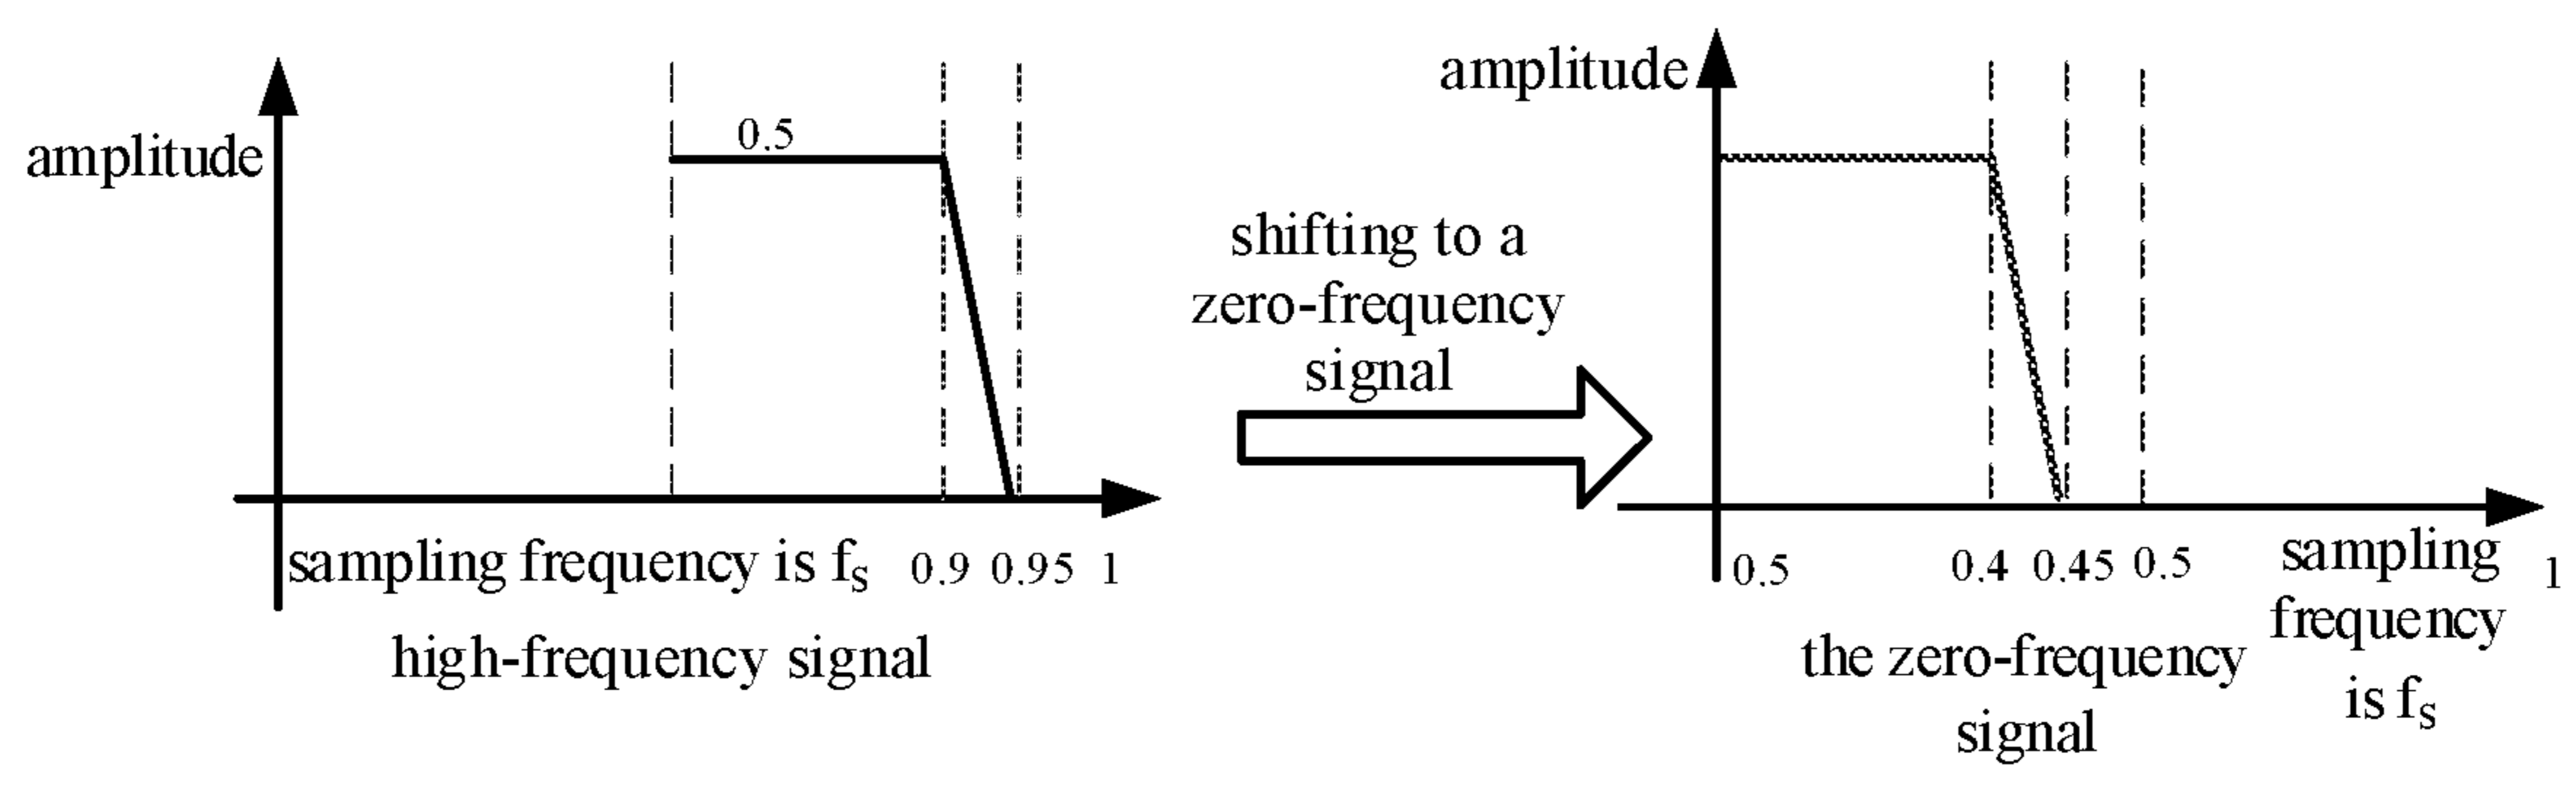 amplitude
0.5
sampling frequency is fs 0.9 0.95 1
high-frequency signal
shifting to a
zero-frequency
signal
amplitude
0.5 0.4 0.45 0.5
sampling
frequency
is fs
1
the zero-frequency
signal